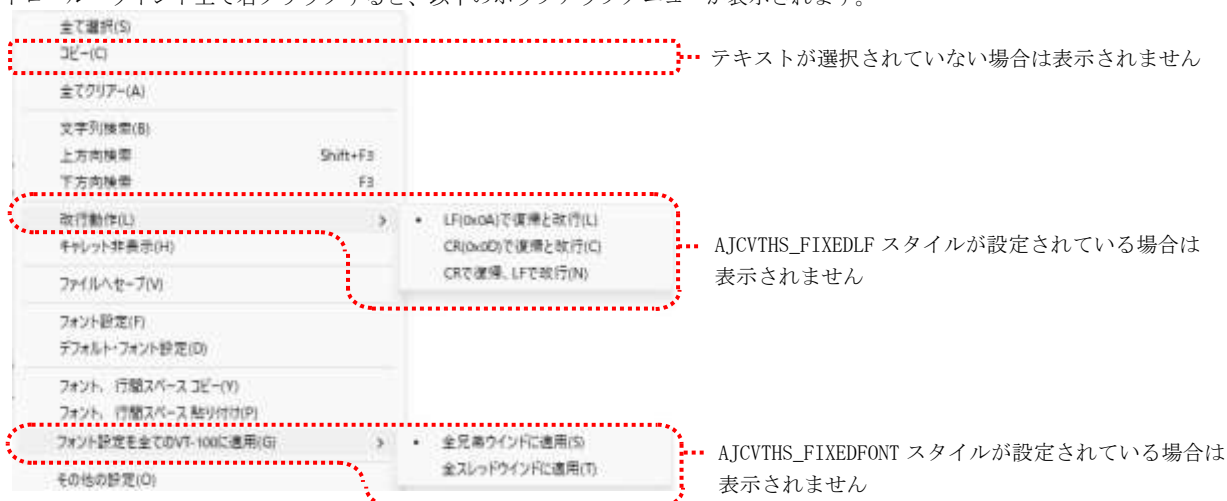 全て選択(S)
コピー(C)
テキストが選択されていない場合は表示されません
全てクリアー(A)
文字列検索(B)
上方向検索 Shift+F3
下方向検索 F3
改行動作(L) > • LF(0x0A)で復帰と改行(L)
キャレット非表示(H) CR(0x0D)で復帰と改行(C)
CRで復帰、LFで改行(N)
AJCVTHS_FIXEDLF スタイルが設定されている場合は
表示されません
ファイルへセーブ(V)
フォント設定(F)
デフォルト・フォント設定(D)
フォント、 行間スペース コピー(Y)
フォント、 行間スペース 貼り付け(P)
フォント設定を全てのVT-100に適用(G) > • 全兄弟ウインドに適用(S)
全スレッドウインドに適用(T)
AJCVTHS_FIXEDFONT スタイルが設定されている場合は
表示されません
その他の設定(O)